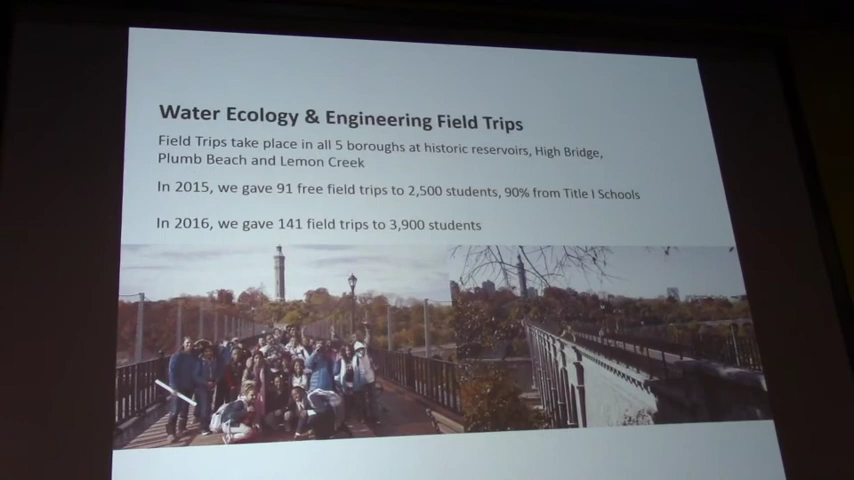 Water Ecology & Engineering Field Trips
Field Trips take place in all 5 boroughs at historic reservoirs, High Bridge,
Plumb Beach and Lemon Creek
In 2015, we gave 91 free field trips to 2,500 students, 90% from Title I Schools
In 2016, we gave 141 field trips to 3,900 students